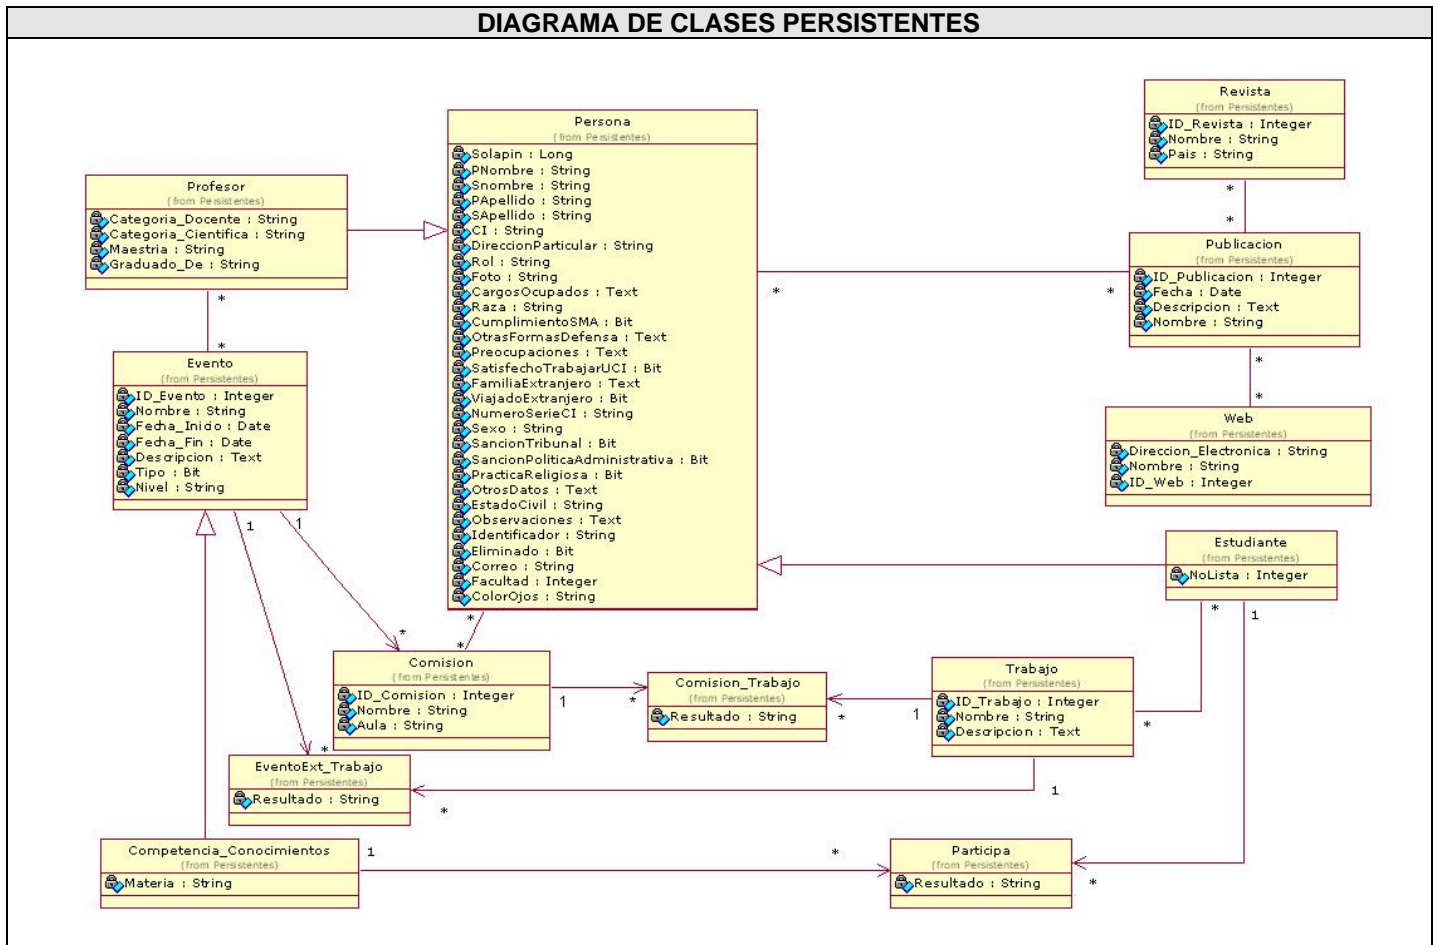 DIAGRAMA DE CLASES PERSISTENTES
Revista
(from Persistentes)
ID_Revista : Integer
Nombre : String
Pais : String
*
*
Persona
(from Persistentes)
Solapin : Long
PNombre : String
Snombre : String
PApellido : String
SApellido : String
CI : String
DireccionParticular : String
Rol : String
Foto : String
CargosOcupados : Text
Raza : String
CumplimientoSMA : Bit
OtrasFormasDefensa : Text
Preocupaciones : Text
SatisfechoTrabajarUCI : Bit
FamiliaExtranjero : Text
ViajadoExtranjero : Bit
NumeroSerieCI : String
Sexo : String
SancionTribunal : Bit
SancionPoliticaAdministrativa : Bit
PracticaReligiosa : Bit
OtrosDatos : Text
EstadoCivil : String
Observaciones : Text
Identificador : String
Eliminado : Bit
Correo : String
Facultad : Integer
ColorOjos : String
Profesor
(from Persistentes)
Categoria_Docente : String
Categoria_Cientifica : String
Maestria : String
Graduado_De : String
*
*
Publicacion
(from Persistentes)
ID_Publicacion : Integer
Fecha : Date
Descripcion : Text
Nombre : String
*
*
*
*
Evento
(from Persistentes)
ID_Evento : Integer
Nombre : String
Fecha_Inicio : Date
Fecha_Fin : Date
Descripcion : Text
Tipo : Bit
Nivel : String
1
1
Web
(from Persistentes)
Direccion_Electronica : String
Nombre : String
ID_Web : Integer
Estudiante
(from Persistentes)
NoLista : Integer
*
1
*
*
*
Comision
(from Persistentes)
ID_Comision : Integer
Nombre : String
Aula : String
1
*
Comision_Trabajo
(from Persistentes)
Resultado : String
*
1
Trabajo
(from Persistentes)
ID_Trabajo : Integer
Nombre : String
Descripcion : Text
*
1
*
EventoExt_Trabajo
(from Persistentes)
Resultado : String
*
Competencia_Conocimientos
(from Persistentes)
Materia : String
1
*
Participa
(from Persistentes)
Resultado : String
*